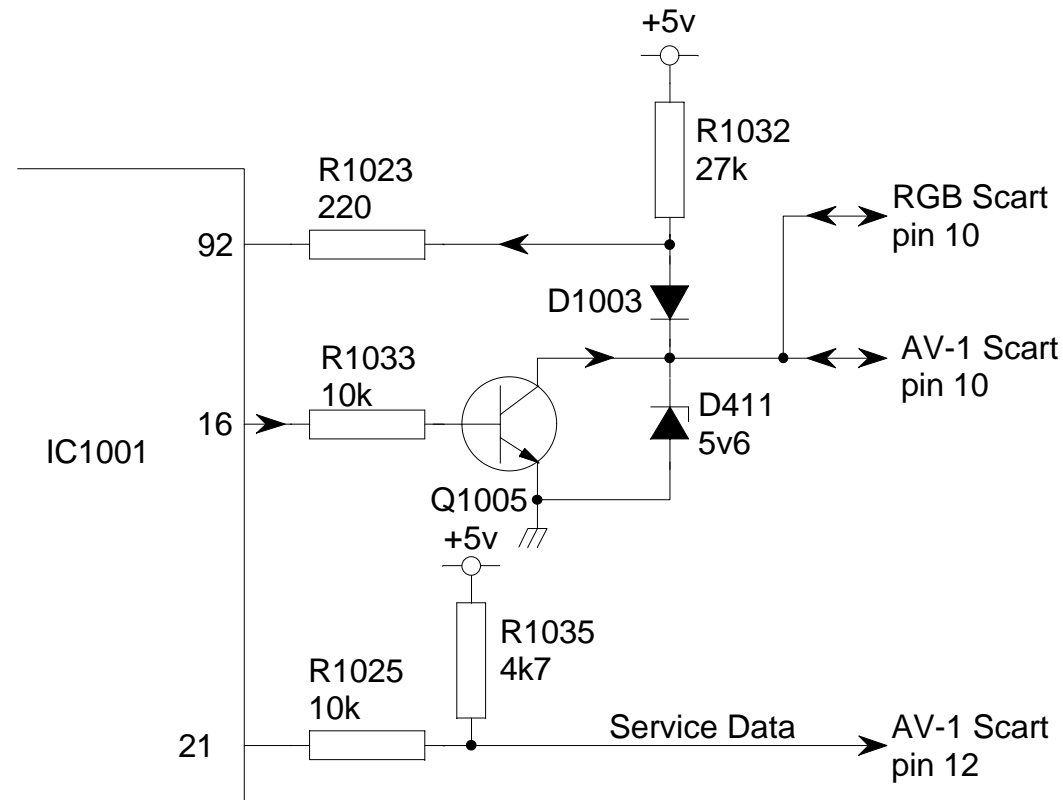 +5v
R1032
27k
R1023
220
RGB Scart
pin 10
92
D1003
R1033
10k
AV-1 Scart
pin 10
16
D411
5v6
IC1001
Q1005
+5v
R1035
4k7
R1025
10k
Service Data
21
AV-1 Scart
pin 12